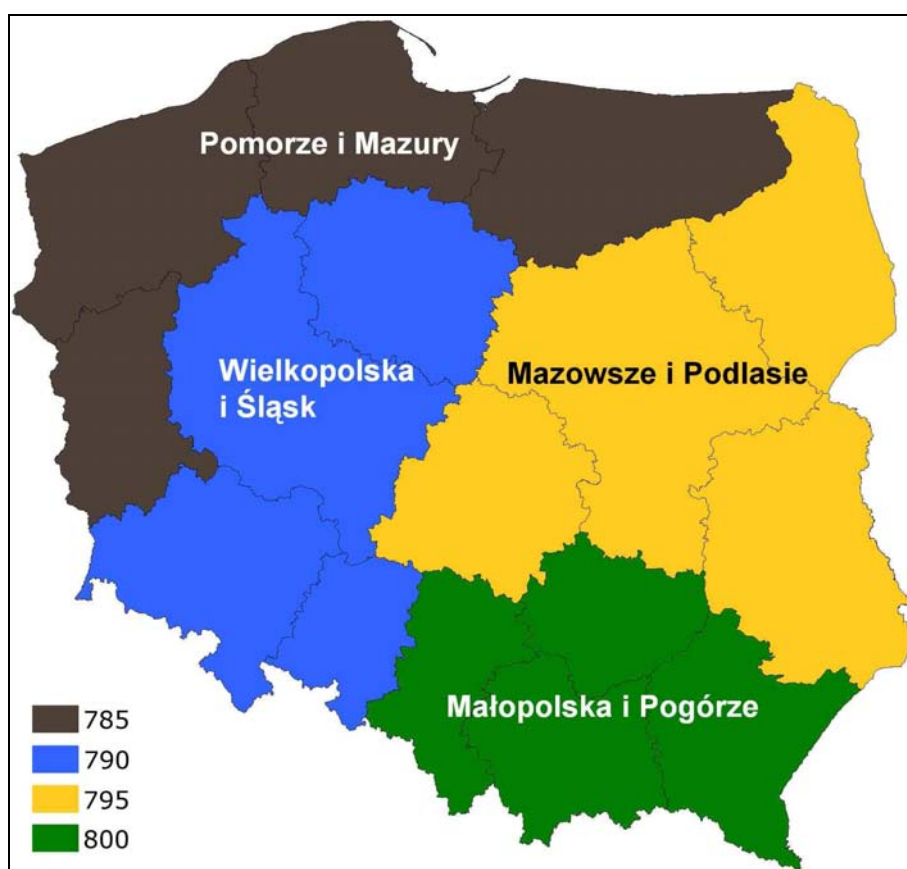 Pomorze i Mazury
Wielkopolska
i Śląsk
Mazowsze i Podlasie
Małopolska i Pogórze
785
790
795
800